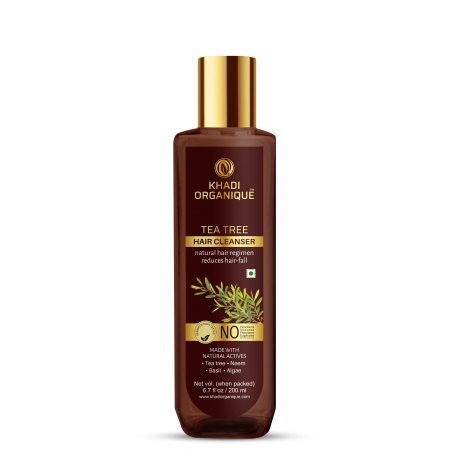 KHADI
ORGANIQUE
TM
TEA TREE
HAIR CLEANSER
natural hair regimen
reduces hair-fall
NO
MADE WITH
NATURAL ACTIVES
• Tea tree • Neem
• Basil • Algae
Net vol. (when packed)
6.7 fl oz / 200 ml
www.khadiorganique.com